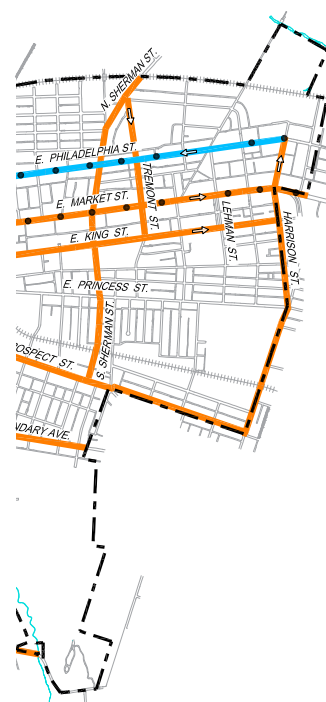 N. SHERMAN ST.
E. PHILADELPHIA ST.
TREMONT ST.
E. MARKET ST.
LEHMAN ST.
HARRISON ST.
E. KING ST.
E. PRINCESS ST.
S. SHERMAN ST.
ROSPECT ST.
NDARY AVE.